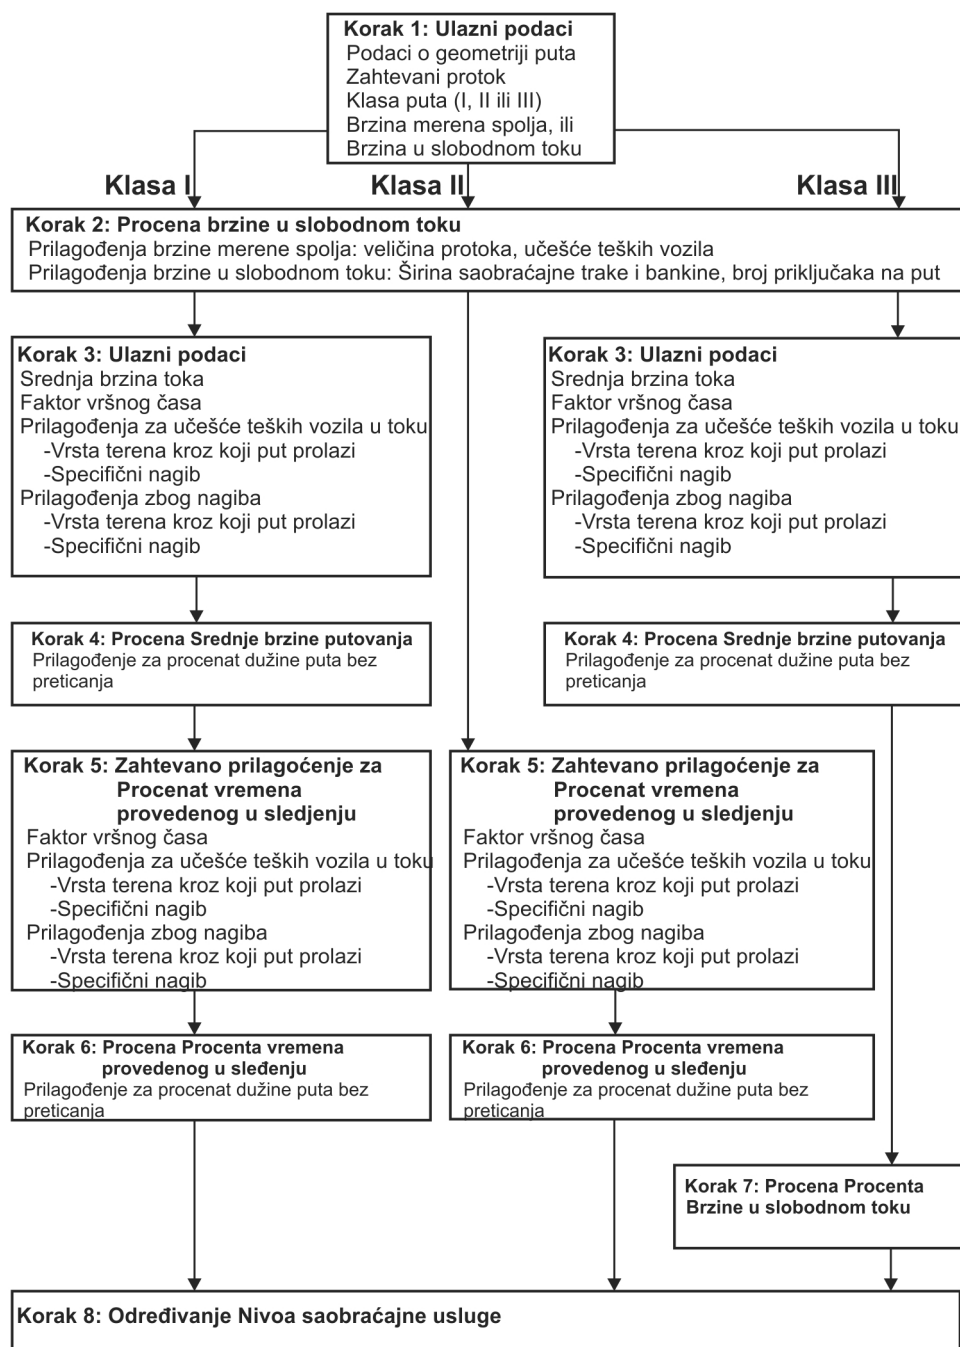 Korak 1: Ulazni podaci
Podaci o geometriji puta
Zahtevani protok
Klasa puta (I, II ili III)
Brzina merena spolja, ili
Brzina u slobodnom toku
Klasa I
Klasa II
Klasa III
Korak 2: Procena brzine u slobodnom toku
Prilagođenja brzine merene spolja: veličina protoka, učešće teških vozila
Prilagođenja brzine u slobodnom toku: Širina saobraćajne trake i bankine, broj priključaka na put
Korak 3: Ulazni podaci
Srednja brzina toka
Faktor vršnog časa
Prilagođenja za učešće teških vozila u toku
-Vrsta terena kroz koji put prolazi
-Specifični nagib
Prilagođenja zbog nagiba
-Vrsta terena kroz koji put prolazi
-Specifični nagib
Korak 3: Ulazni podaci
Srednja brzina toka
Faktor vršnog časa
Prilagođenja za učešće teških vozila u toku
-Vrsta terena kroz koji put prolazi
-Specifični nagib
Prilagođenja zbog nagiba
-Vrsta terena kroz koji put prolazi
-Specifični nagib
Korak 4: Procena Srednje brzine putovanja
Prilagođenje za procenat dužine puta bez
preticanja
Korak 4: Procena Srednje brzine putovanja
Prilagođenje za procenat dužine puta bez
preticanja
Korak 5: Zahtevano prilagoćenje za
Procenat vremena
provedenog u sledjenju
Faktor vršnog časa
Prilagođenja za učešće teških vozila u toku
-Vrsta terena kroz koji put prolazi
-Specifični nagib
Prilagođenja zbog nagiba
-Vrsta terena kroz koji put prolazi
-Specifični nagib
Korak 5: Zahtevano prilagoćenje za
Procenat vremena
provedenog u sledjenju
Faktor vršnog časa
Prilagođenja za učešće teških vozila u toku
-Vrsta terena kroz koji put prolazi
-Specifični nagib
Prilagođenja zbog nagiba
-Vrsta terena kroz koji put prolazi
-Specifični nagib
Korak 6: Procena Procenta vremena
provedenog u sleđenju
Prilagođenje za procenat dužine puta bez
preticanja
Korak 6: Procena Procenta vremena
provedenog u sleđenju
Prilagođenje za procenat dužine puta bez
preticanja
Korak 7: Procena Procenta
Brzine u slobodnom toku
Korak 8: Određivanje Nivoa saobraćajne usluge